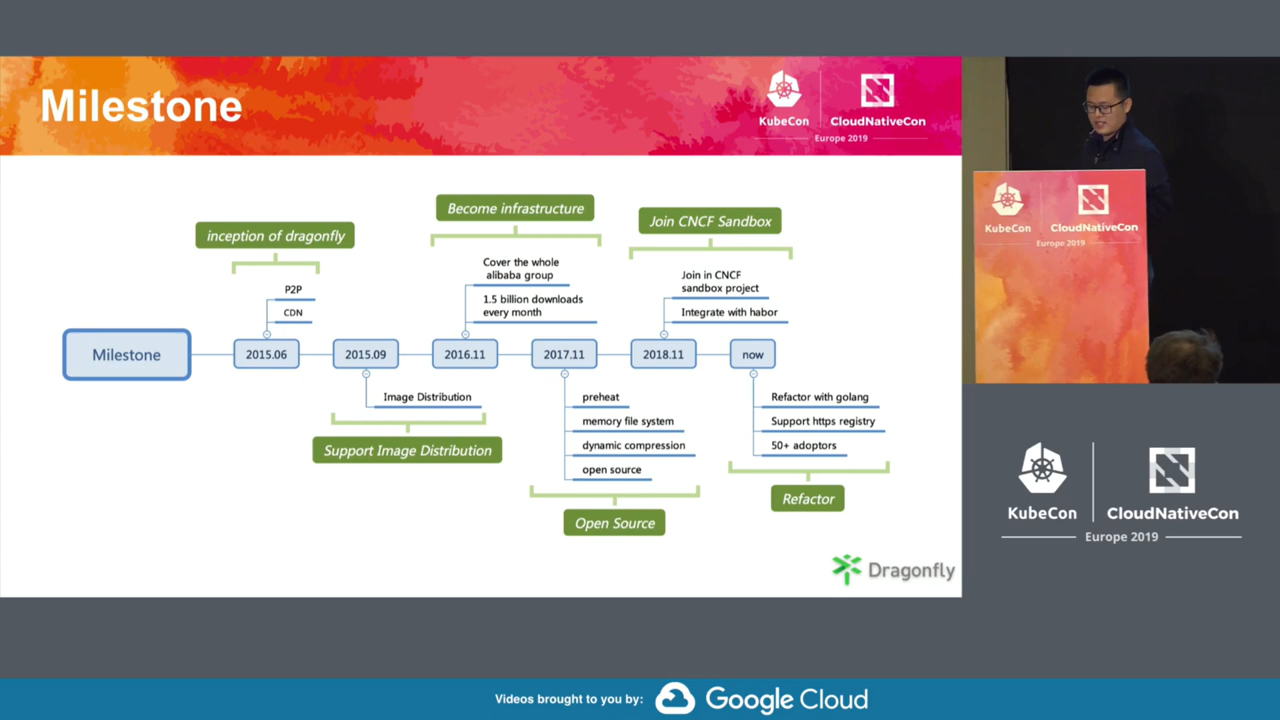 Milestone
KubeCon
CloudNativeCon
Europe 2019
inception of dragonfly
P2P
CDN
Become infrastructure
Cover the whole
alibaba group
1.5 billion downloads
every month
Join CNCF Sandbox
Join in CNCF
sandbox project
Integrate with habor
Milestone
2015.06
2015.09
2016.11
2017.11
2018.11
now
Image Distribution
Support Image Distribution
preheat
memory file system
dynamic compression
open source
Open Source
Refactor with golang
Support https registry
50+ adoptors
Refactor
Dragonfly
KubeCon
CloudNativeCon
Europe 2019
KubeCon
CloudNativeCon
Europe 2019
Videos brought to you by:
Google Cloud